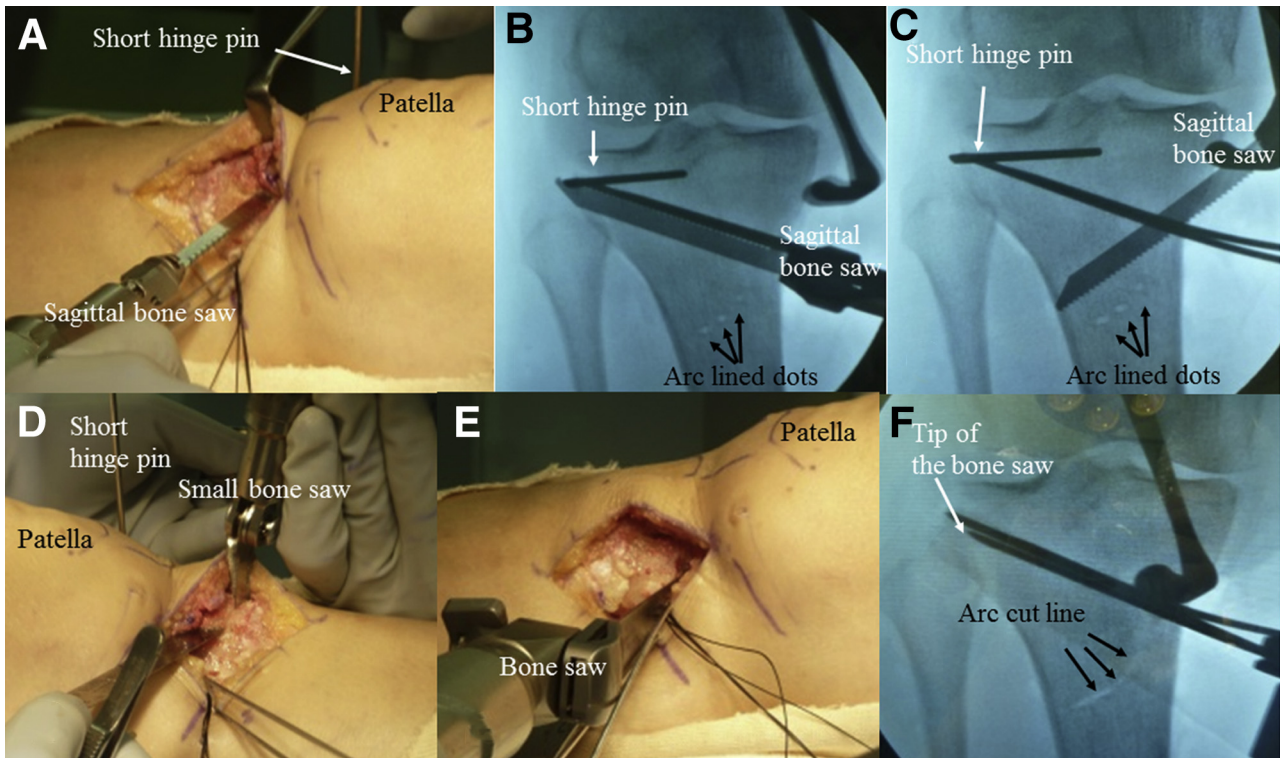 A
Short hinge pin
Patella
Sagittal bone saw
B
Short hinge pin
Sagittal
bone saw
Arc lined dots
C
Short hinge pin
Sagittal
bone saw
Arc lined dots
D
Short
hinge pin
Small bone saw
Patella
E
Patella
Bone saw
F
Tip of
the bone saw
Arc cut line